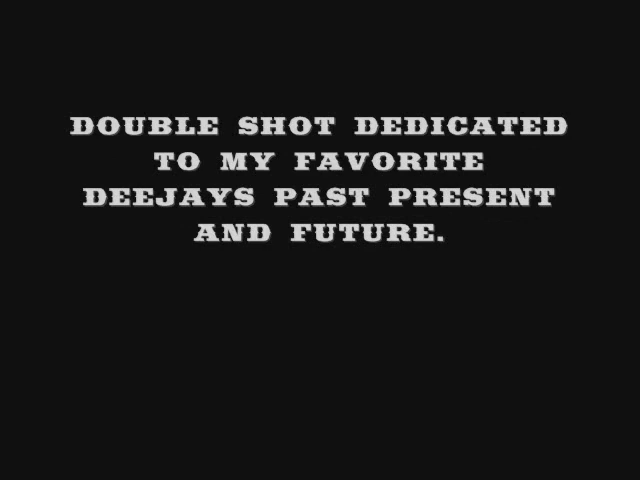 DOUBLE SHOT DEDICATED
TO MY FAVORITE
DEEJAYS PAST PRESENT
AND FUTURE.